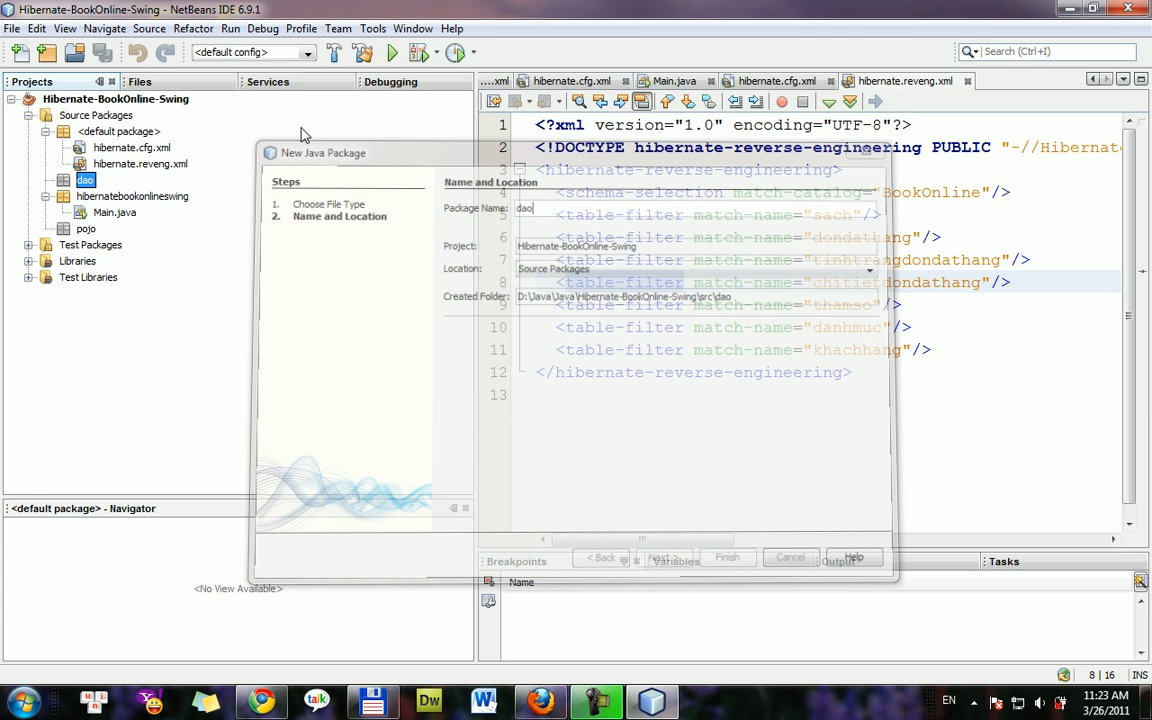 Hibernate-BookOnline-Swing - NetBeans IDE 6.9.1
File Edit View Navigate Source Refactor Run Debug Profile Team Tools Window Help
<default config>
Search (Ctrl+I)
Projects Files Services Debugging
....xml hibernate.cfg.xml Main.java hibernate.cfg.xml hibernate.reveng.xml
Hibernate-BookOnline-Swing
Source Packages
<default package>
hibernate.cfg.xml
hibernate.reveng.xml
dao
hibernatebookonlineswing
Main.java
pojo
Test Packages
Libraries
Test Libraries
1 <?xml version="1.0" encoding="UTF-8"?>
2 <!DOCTYPE hibernate-reverse-engineering PUBLIC "-//Hibernate
3 <hibernate-reverse-engineering>
4 <schema-selection match-catalog="BookOnline"/>
5 <table-filter match-name="sach"/>
6 <table-filter match-name="dondathang"/>
7 <table-filter match-name="tinhtrangdondathang"/>
8 <table-filter match-name="chitietdondathang"/>
9 <table-filter match-name="thamso"/>
10 <table-filter match-name="danhmuc"/>
11 <table-filter match-name="khachhang"/>
12 </hibernate-reverse-engineering>
13
New Java Package
Steps
1. Choose File Type
2. Name and Location
Name and Location
Package Name: dao
Project: Hibernate-BookOnline-Swing
Location: Source Packages
Created Folder: D:\Java\Java\Hibernate-BookOnline-Swing\src\dao
< Back Next > Finish Cancel Help
<default package> - Navigator
<No View Available>
Breakpoints Variables Output Tasks
Name
8 | 16 INS
talk Dw W
EN
11:23 AM
3/26/2011